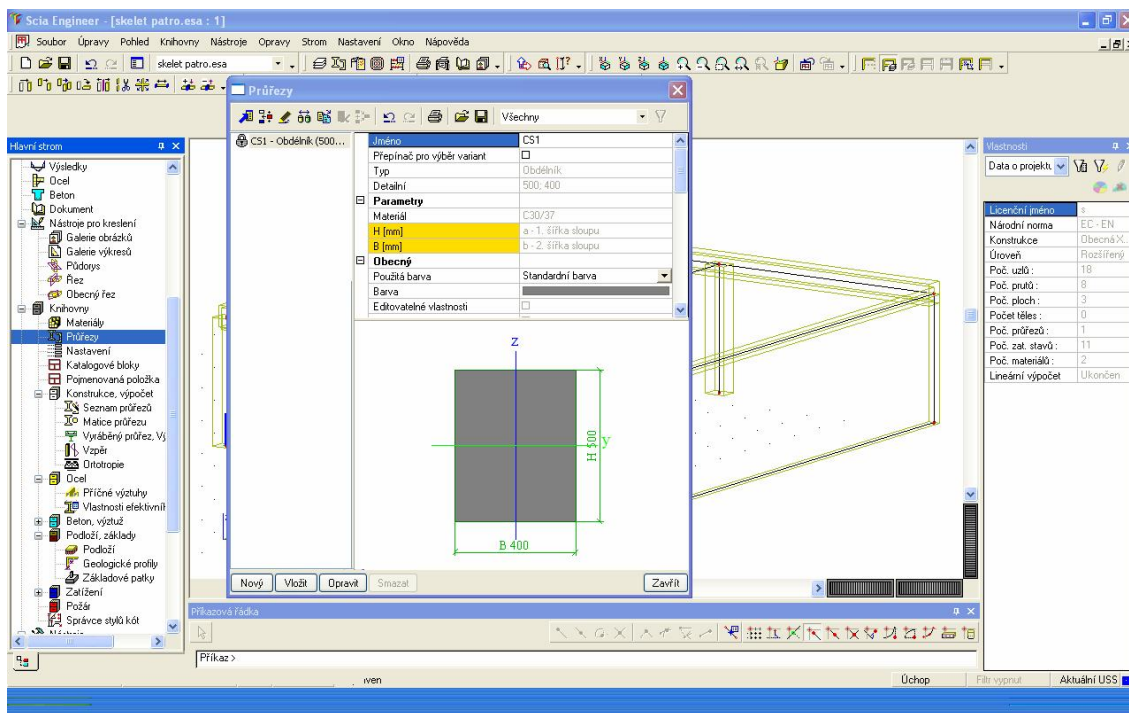 Scia Engineer - [skelet patro.esa : 1]
Soubor Úpravy Pohled Knihovny Nástroje Opravy Strom Nastavení Okno Nápověda
skelet patro.esa
Hlavní strom
Výsledky
Ocel
Beton
Dokument
Nástroje pro kreslení
Galerie obrázků
Galerie výkresů
Půdorys
Řez
Obecný řez
Knihovny
Materiály
Průřezy
Nastavení
Katalogové bloky
Pojmenovaná položka
Konstrukce, výpočet
Seznam průřezů
Matice průřezu
Vyráběný průřez, Vý
Vzpěr
Ortotropie
Ocel
Příčné výztuhy
Vlastnosti efektivníh
Beton, výztuž
Podloží, základy
Podloží
Geologické profily
Základové patky
Zatížení
Požár
Správce stylů kót
Průřezy
Všechny
CS1 - Obdélník (500...
Jméno CS1
Přepínač pro výběr variant
Typ Obdélník
Detailní 500; 400
Parametry
Materiál C30/37
H [mm] a - 1. šířka sloupu
B [mm] b - 2. šířka sloupu
Obecný
Použitá barva Standardní barva
Barva
Editovatelné vlastnosti
z
y
H 500
B 400
Nový Vložit Opravit Smazat Zavřít
Vlastnosti
Data o projektu
Licenční jméno s
Národní norma EC - EN
Konstrukce Obecná X...
Úroveň Rozšířený
Poč. uzlů : 18
Poč. prutů : 8
Poč. ploch : 3
Počet těles : 0
Poč. průřezů : 1
Poč. zat. stavů : 11
Poč. materiálů : 2
Lineární výpočet Ukončen
Příkazová řádka
Příkaz >
iven Úchop Filtr vypnut Aktuální USS